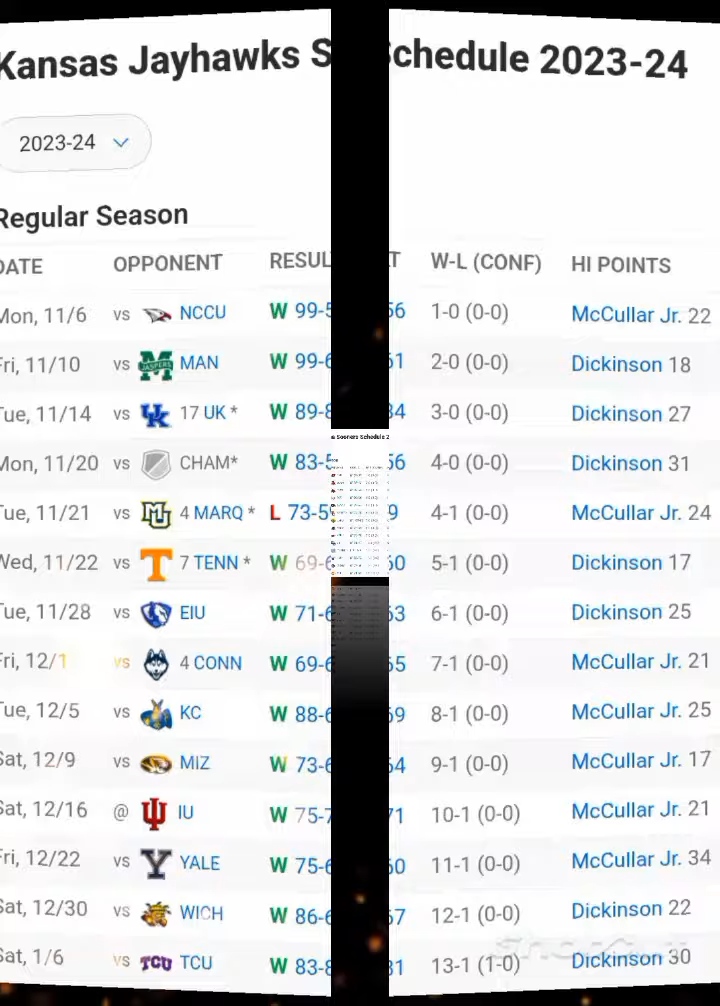 Kansas Jayhawks S Schedule 2023-24
2023-24
Regular Season
DATE OPPONENT RESUL T W-L (CONF) HI POINTS
Mon, 11/6 vs NCCU W 99-5 56 1-0 (0-0) McCullar Jr. 22
Fri, 11/10 vs MAN W 99-6 61 2-0 (0-0) Dickinson 18
Tue, 11/14 vs 17 UK * W 89-8 84 3-0 (0-0) Dickinson 27
Mon, 11/20 vs CHAM* W 83-5 56 4-0 (0-0) Dickinson 31
Tue, 11/21 vs 4 MARQ * L 73-5 9 4-1 (0-0) McCullar Jr. 24
Wed, 11/22 vs 7 TENN * W 69-6 60 5-1 (0-0) Dickinson 17
Tue, 11/28 vs EIU W 71-6 63 6-1 (0-0) Dickinson 25
Fri, 12/1 vs 4 CONN W 69-6 65 7-1 (0-0) McCullar Jr. 21
Tue, 12/5 vs KC W 88-6 69 8-1 (0-0) McCullar Jr. 25
Sat, 12/9 vs MIZ W 73-6 64 9-1 (0-0) McCullar Jr. 17
Sat, 12/16 @ IU W 75-7 71 10-1 (0-0) McCullar Jr. 21
Fri, 12/22 vs YALE W 75-6 60 11-1 (0-0) McCullar Jr. 34
Sat, 12/30 vs WICH W 86-6 67 12-1 (0-0) Dickinson 22
Sat, 1/6 vs TCU TCU W 83-8 81 13-1 (1-0) Dickinson 30
Sooners Schedule 2